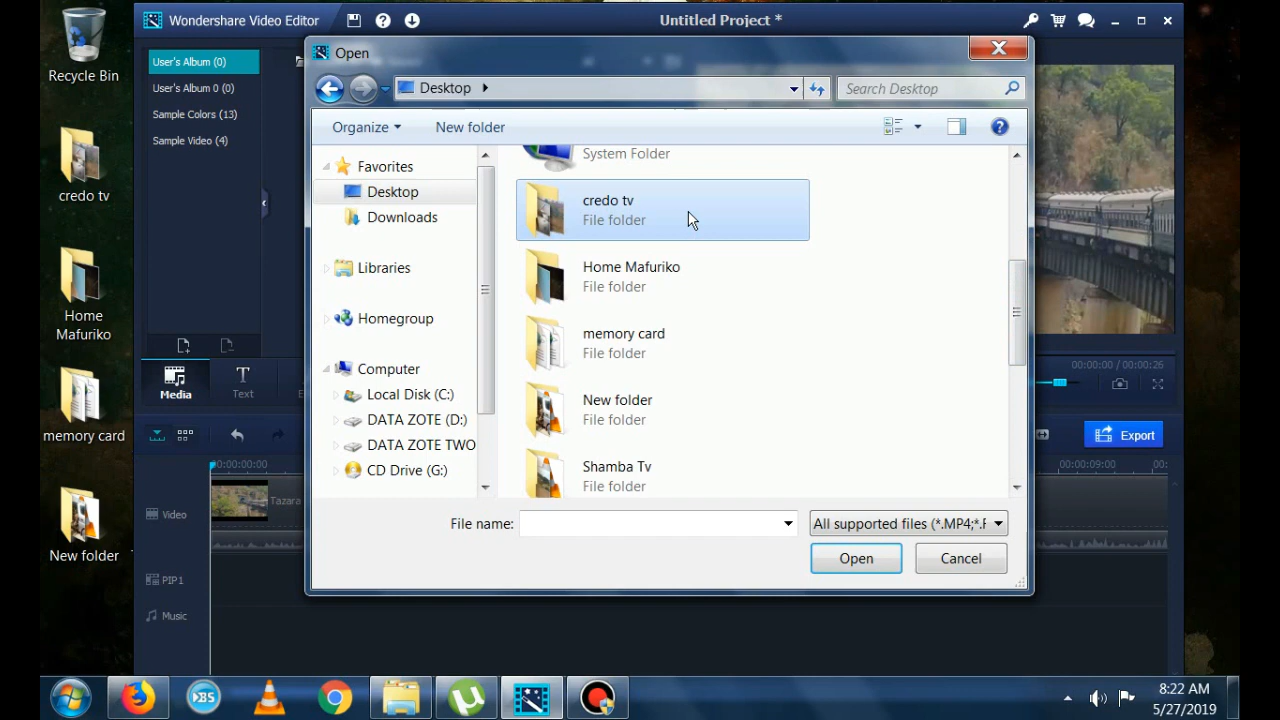 Recycle Bin
credo tv
Home
Mafuriko
memory card
New folder
Wondershare Video Editor
Untitled Project *
User's Album (0)
User's Album 0 (0)
Sample Colors (13)
Sample Video (4)
Media
Text
Open
Desktop
Search Desktop
Organize
New folder
Favorites
Desktop
Downloads
Libraries
Homegroup
Computer
Local Disk (C:)
DATA ZOTE (D:)
DATA ZOTE TWO
CD Drive (G:)
System Folder
credo tv
File folder
Home Mafuriko
File folder
memory card
File folder
New folder
File folder
Shamba Tv
File folder
File name:
All supported files (*.MP4;*.F
Open
Cancel
00:00:00 / 00:00:26
Export
00:00:00:00
00:00:09:00
00:
Video
Tazara
PIP1
Music
BS
8:22 AM
5/27/2019